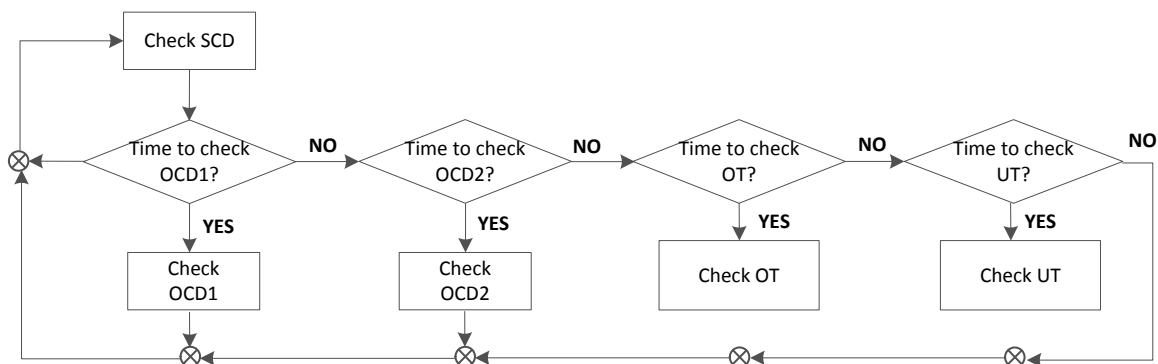 Check SCD
Time to check
OCD1?
NO
Time to check
OCD2?
NO
Time to check
OT?
NO
Time to check
UT?
NO
YES
YES
YES
YES
Check
OCD1
Check
OCD2
Check OT
Check UT